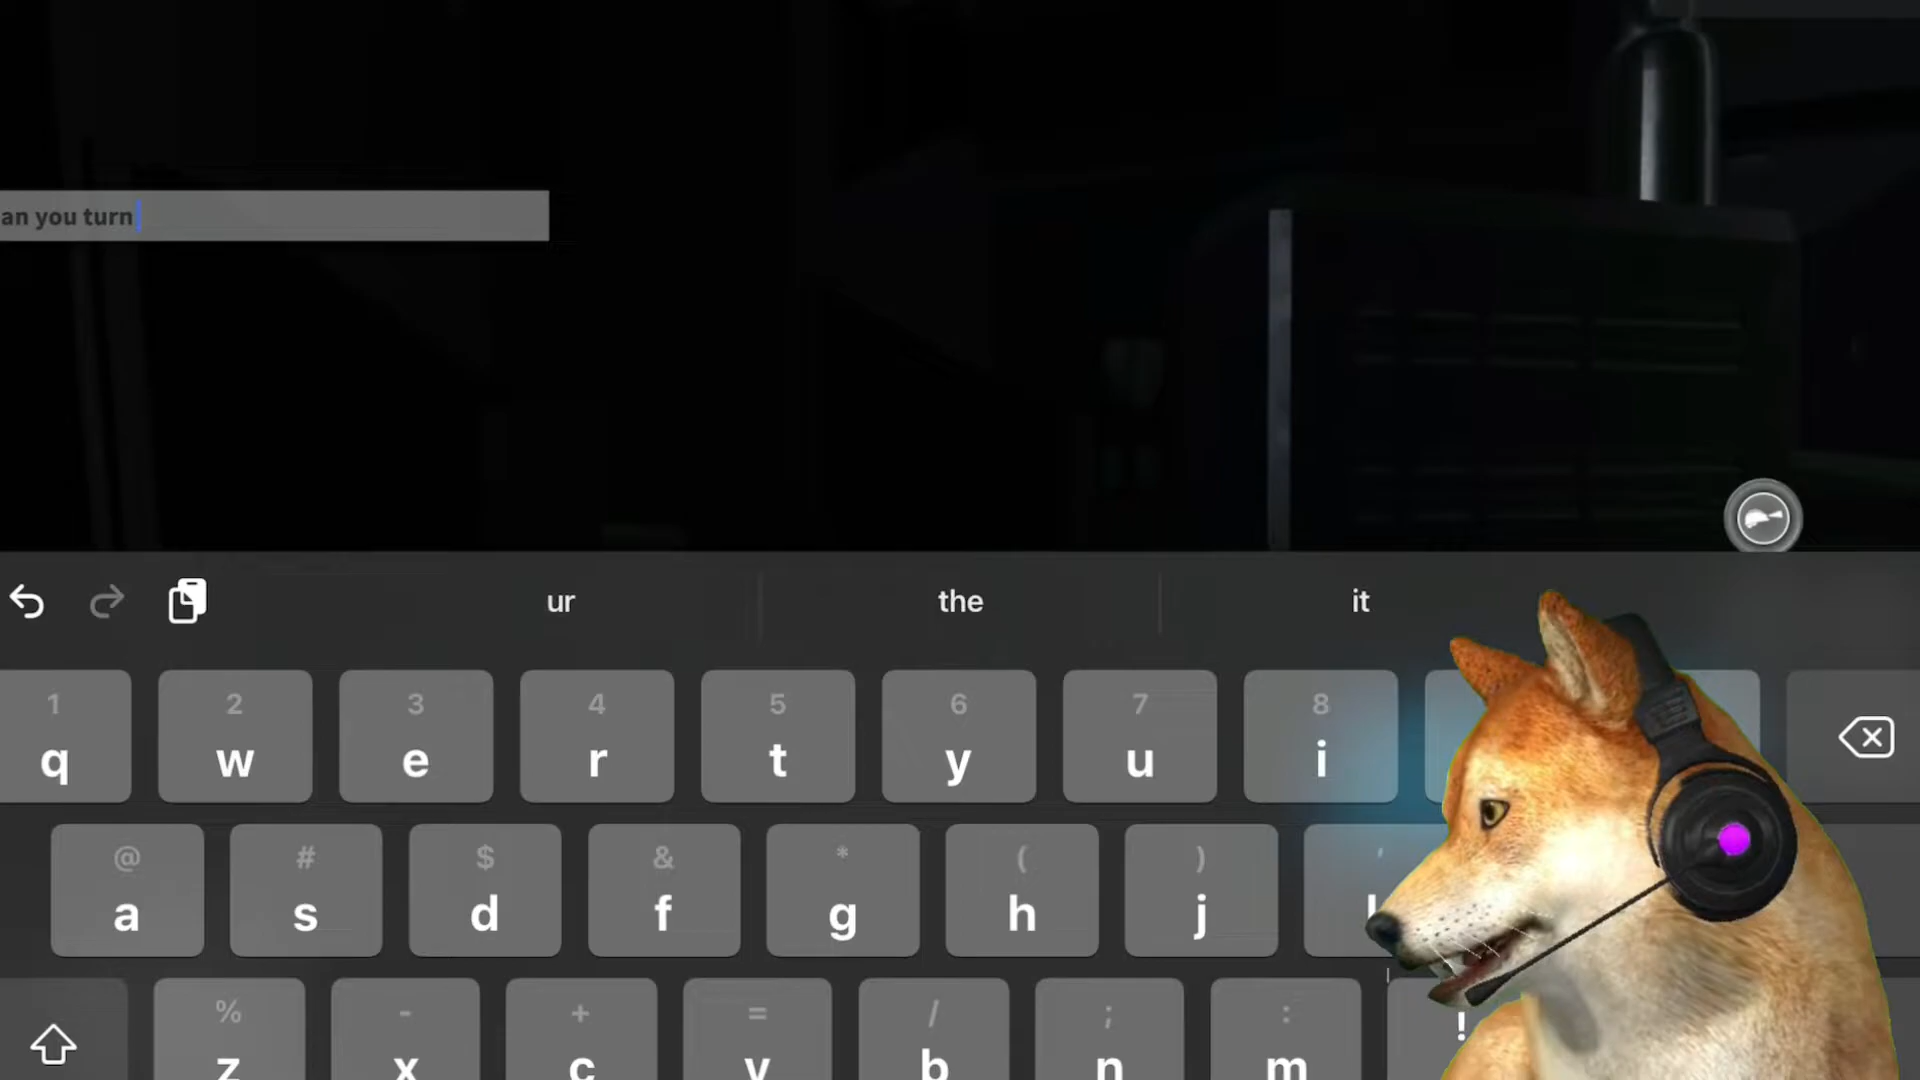 an you turn
ur the it
1 2 3 4 5 6 7 8
q w e r t y u i
@ # $ & * ( ) '
a s d f g h j
% - + = / ; : !
z x c v b n m